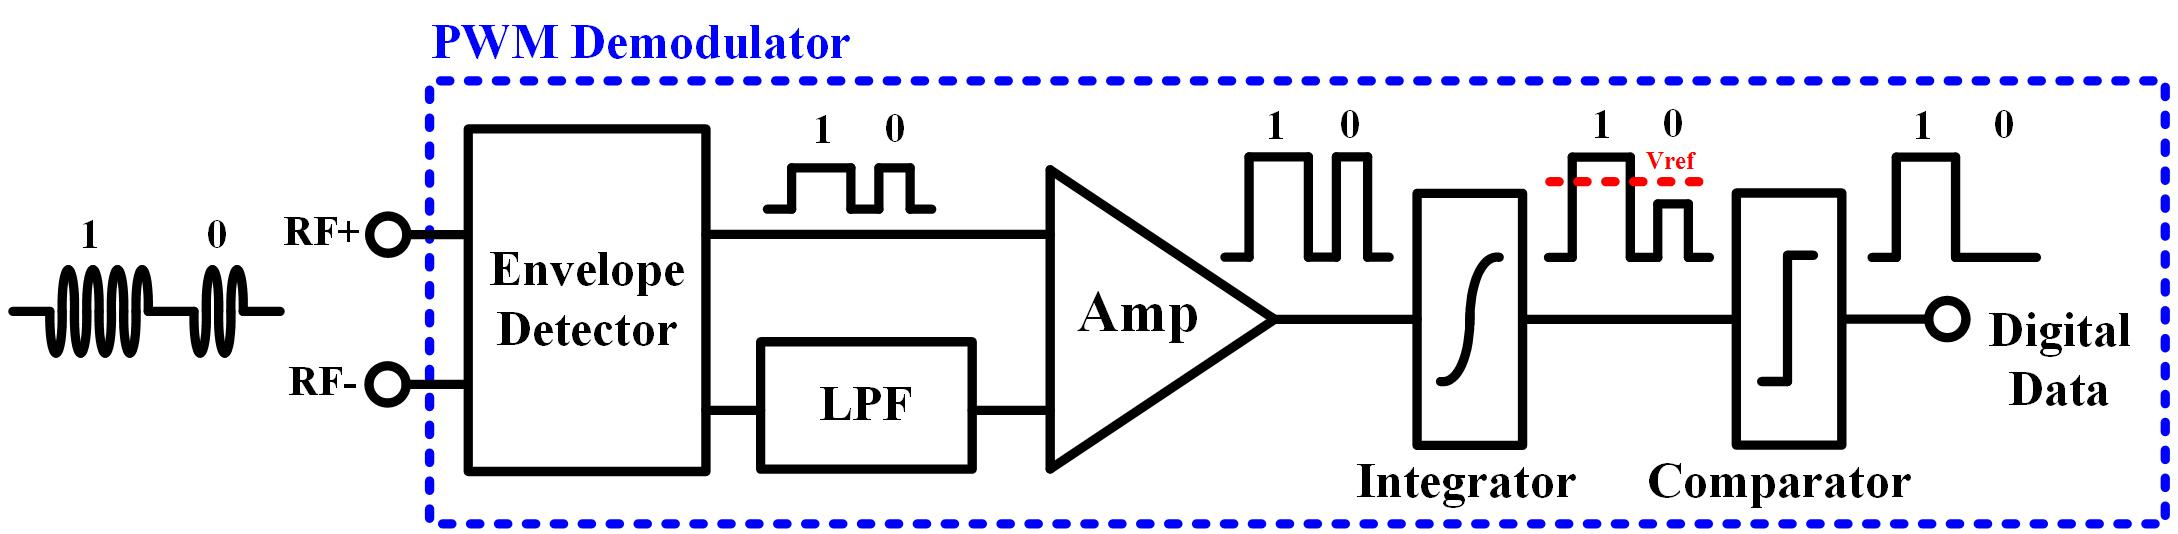 PWM Demodulator
1 0
RF+
RF-
Envelope
Detector
1 0
LPF
Amp
1 0
Integrator
1 0
Vref
Comparator
1 0
Digital
Data